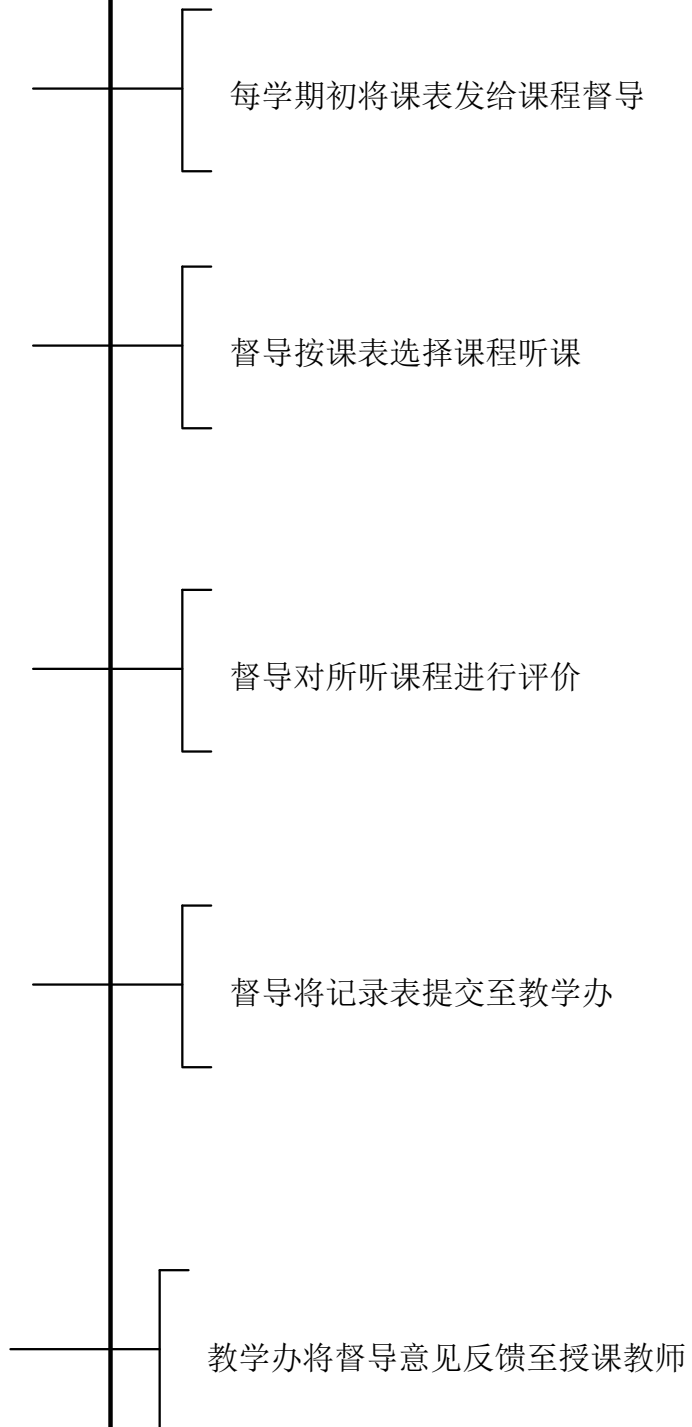 每学期初将课表发给课程督导
督导按课表选择课程听课
督导对所听课程进行评价
督导将记录表提交至教学办
教学办将督导意见反馈至授课教师